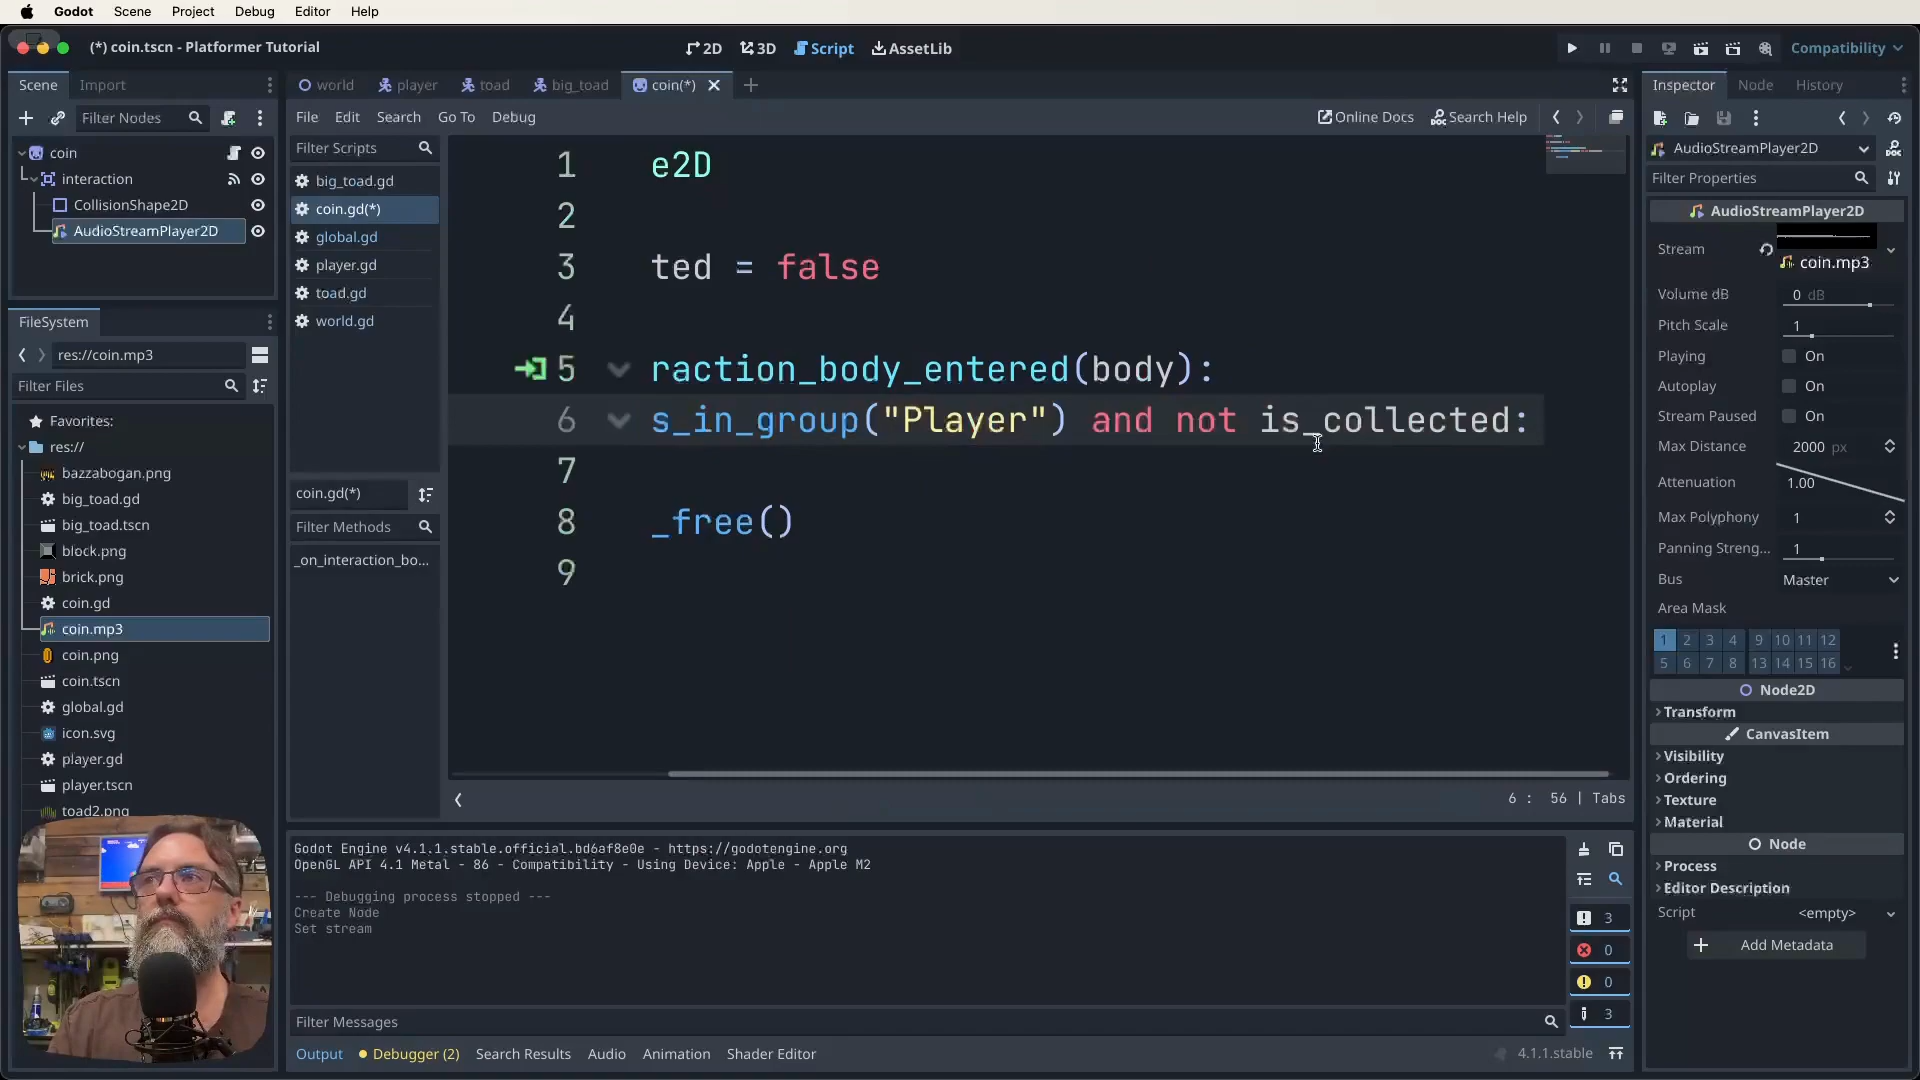 Godot Scene Project Debug Editor Help
(*) coin.tscn - Platformer Tutorial
2D 3D Script AssetLib
Compatibility
Scene Import
Filter Nodes
coin
interaction
CollisionShape2D
AudioStreamPlayer2D
FileSystem
res://coin.mp3
Filter Files
Favorites:
res://
bazzabogan.png
big_toad.gd
big_toad.tscn
block.png
brick.png
coin.gd
coin.mp3
coin.png
coin.tscn
global.gd
icon.svg
player.gd
player.tscn
toad2.png
world player toad big_toad coin(*)
File Edit Search Go To Debug
Online Docs Search Help
Filter Scripts
big_toad.gd
coin.gd(*)
global.gd
player.gd
toad.gd
world.gd
coin.gd(*)
Filter Methods
_on_interaction_bo...
1 e2D
2
3 ted = false
4
5 raction_body_entered(body):
6 s_in_group("Player") and not is_collected:
7
8 _free()
9
6 : 56 | Tabs
Godot Engine v4.1.1.stable.official.bd6af8e0e - https://godotengine.org
OpenGL API 4.1 Metal - 86 - Compatibility - Using Device: Apple - Apple M2
--- Debugging process stopped ---
Create Node
Set stream
3
0
0
3
Filter Messages
Output Debugger (2) Search Results Audio Animation Shader Editor
4.1.1.stable
Inspector Node History
AudioStreamPlayer2D
Filter Properties
AudioStreamPlayer2D
Stream
coin.mp3
Volume dB 0 dB
Pitch Scale 1
Playing On
Autoplay On
Stream Paused On
Max Distance 2000 px
Attenuation 1.00
Max Polyphony 1
Panning Streng... 1
Bus Master
Area Mask
1 2 3 4 9 10 11 12
5 6 7 8 13 14 15 16
Node2D
Transform
CanvasItem
Visibility
Ordering
Texture
Material
Node
Process
Editor Description
Script <empty>
Add Metadata